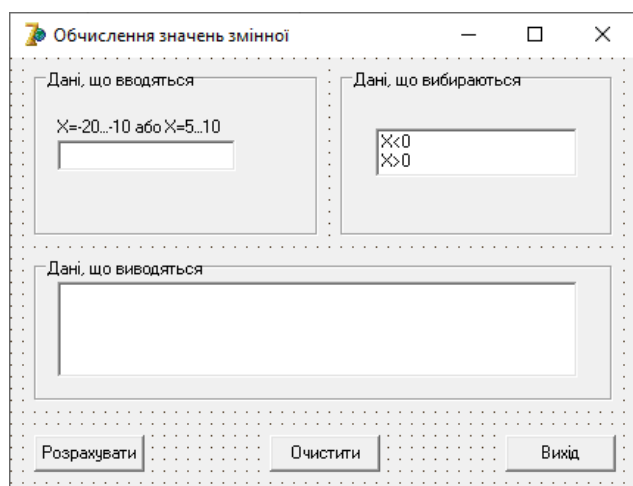 Обчислення значень змінної
Дані, що вводяться
X=-20...-10 або X=5...10
Дані, що вибираються
X<0
X>0
Дані, що виводяться
Розрахувати
Очистити
Вихід